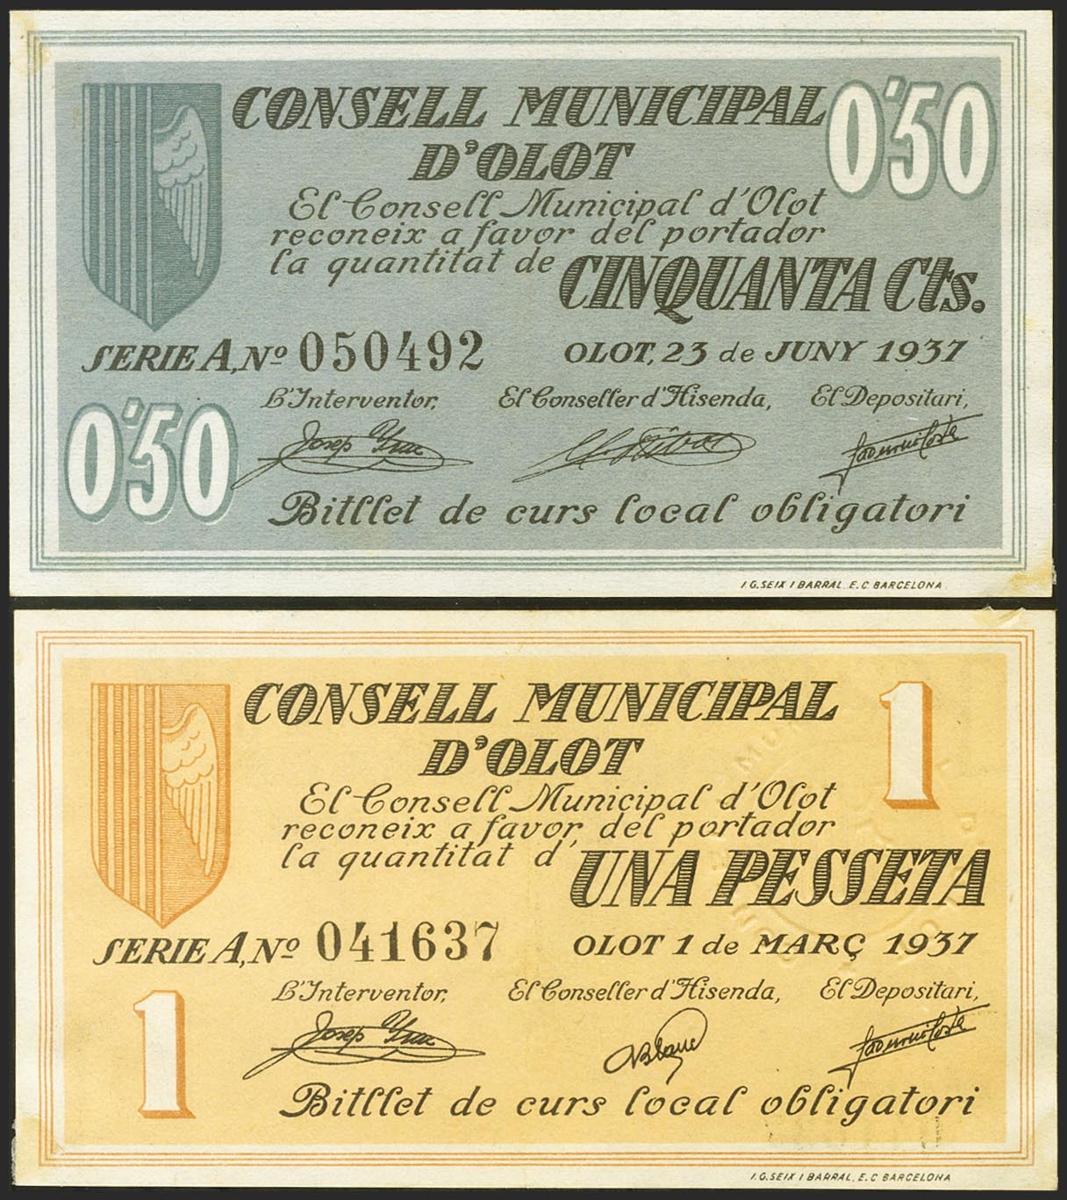 CONSELL MUNICIPAL
D'OLOT
0'50
El Consell Municipal d'Olot
reconeix a favor del portador
la quantitat de CINQUANTA Cts.
SERIE A, Nº 050492
OLOT, 23 de JUNY 1937
L'Interventor, El Conseller d'Hisenda, El Depositari,
0'50
Bitllet de curs local obligatori
I. G. SEIX I BARRAL. E. C. BARCELONA
CONSELL MUNICIPAL
D'OLOT
1
El Consell Municipal d'Olot
reconeix a favor del portador
la quantitat d' UNA PESSETA
SERIE A, Nº 041637
OLOT 1 de MARÇ 1937
L'Interventor, El Conseller d'Hisenda, El Depositari,
1
Bitllet de curs local obligatori
I. G. SEIX I BARRAL. E. C. BARCELONA